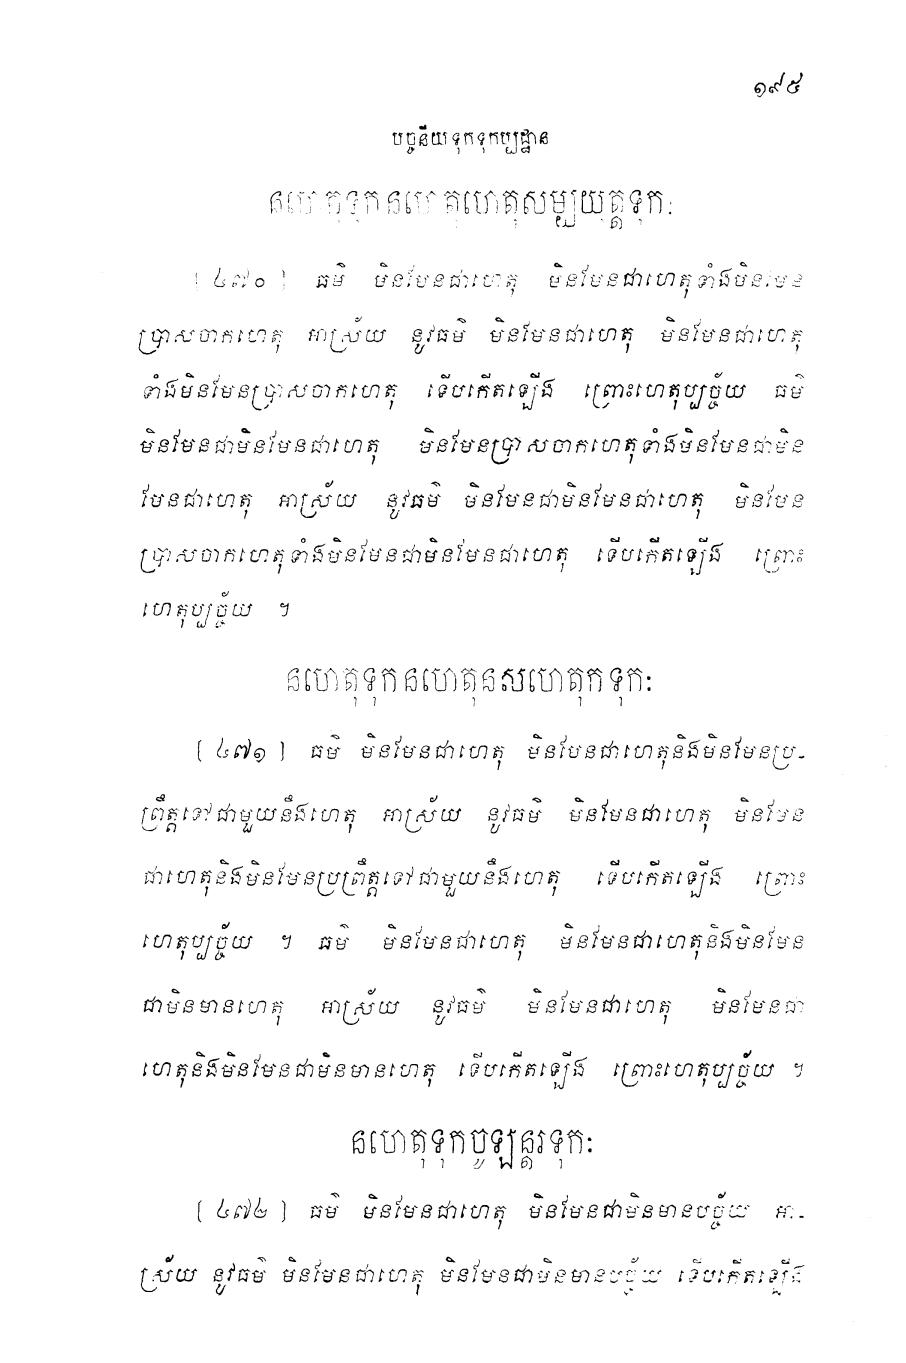 ១៩៥
បច្ចនីយទុកទុកប្បដ្ឋាន
នហេតុទុកនហេតុហេតុសម្បយុត្តទុកៈ
[ ៤៧០ ] ធម៌ មិនមែនជាហេតុ មិនមែនជាហេតុទាំងមិនមែន
ប្រាសចាកហេតុ អាស្រ័យ នូវធម៌ មិនមែនជាហេតុ មិនមែនជាហេតុ
ទាំងមិនមែនប្រាសចាកហេតុ ទើបកើតឡើង ព្រោះហេតុប្បច្ច័យ ធម៌
មិនមែនជាមិនមែនជាហេតុ មិនមែនប្រាសចាកហេតុទាំងមិនមែនជាមិន
មែនជាហេតុ អាស្រ័យ នូវធម៌ មិនមែនជាមិនមែនជាហេតុ មិនមែន
ប្រាសចាកហេតុទាំងមិនមែនជាមិនមែនជាហេតុ ទើបកើតឡើង ព្រោះ
ហេតុប្បច្ច័យ ។
នហេតុទុកនហេតុនសហេតុកទុកៈ
[ ៤៧១ ] ធម៌ មិនមែនជាហេតុ មិនមែនជាហេតុនិងមិនមែនប្រ-
ព្រឹត្តទៅជាមួយនឹងហេតុ អាស្រ័យ នូវធម៌ មិនមែនជាហេតុ មិនមែន
ជាហេតុនិងមិនមែនប្រព្រឹត្តទៅជាមួយនឹងហេតុ ទើបកើតឡើង ព្រោះ
ហេតុប្បច្ច័យ ។ ធម៌ មិនមែនជាហេតុ មិនមែនជាហេតុនិងមិនមែន
ជាមិនមានហេតុ អាស្រ័យ នូវធម៌ មិនមែនជាហេតុ មិនមែនជា
ហេតុនិងមិនមែនជាមិនមានហេតុ ទើបកើតឡើង ព្រោះហេតុប្បច្ច័យ ។
នហេតុទុកចូឡន្តរទុកៈ
[ ៤៧២ ] ធម៌ មិនមែនជាហេតុ មិនមែនជាមិនមានបច្ច័យ អា-
ស្រ័យ នូវធម៌ មិនមែនជាហេតុ មិនមែនជាមិនមានបច្ច័យ ទើបកើតឡើង